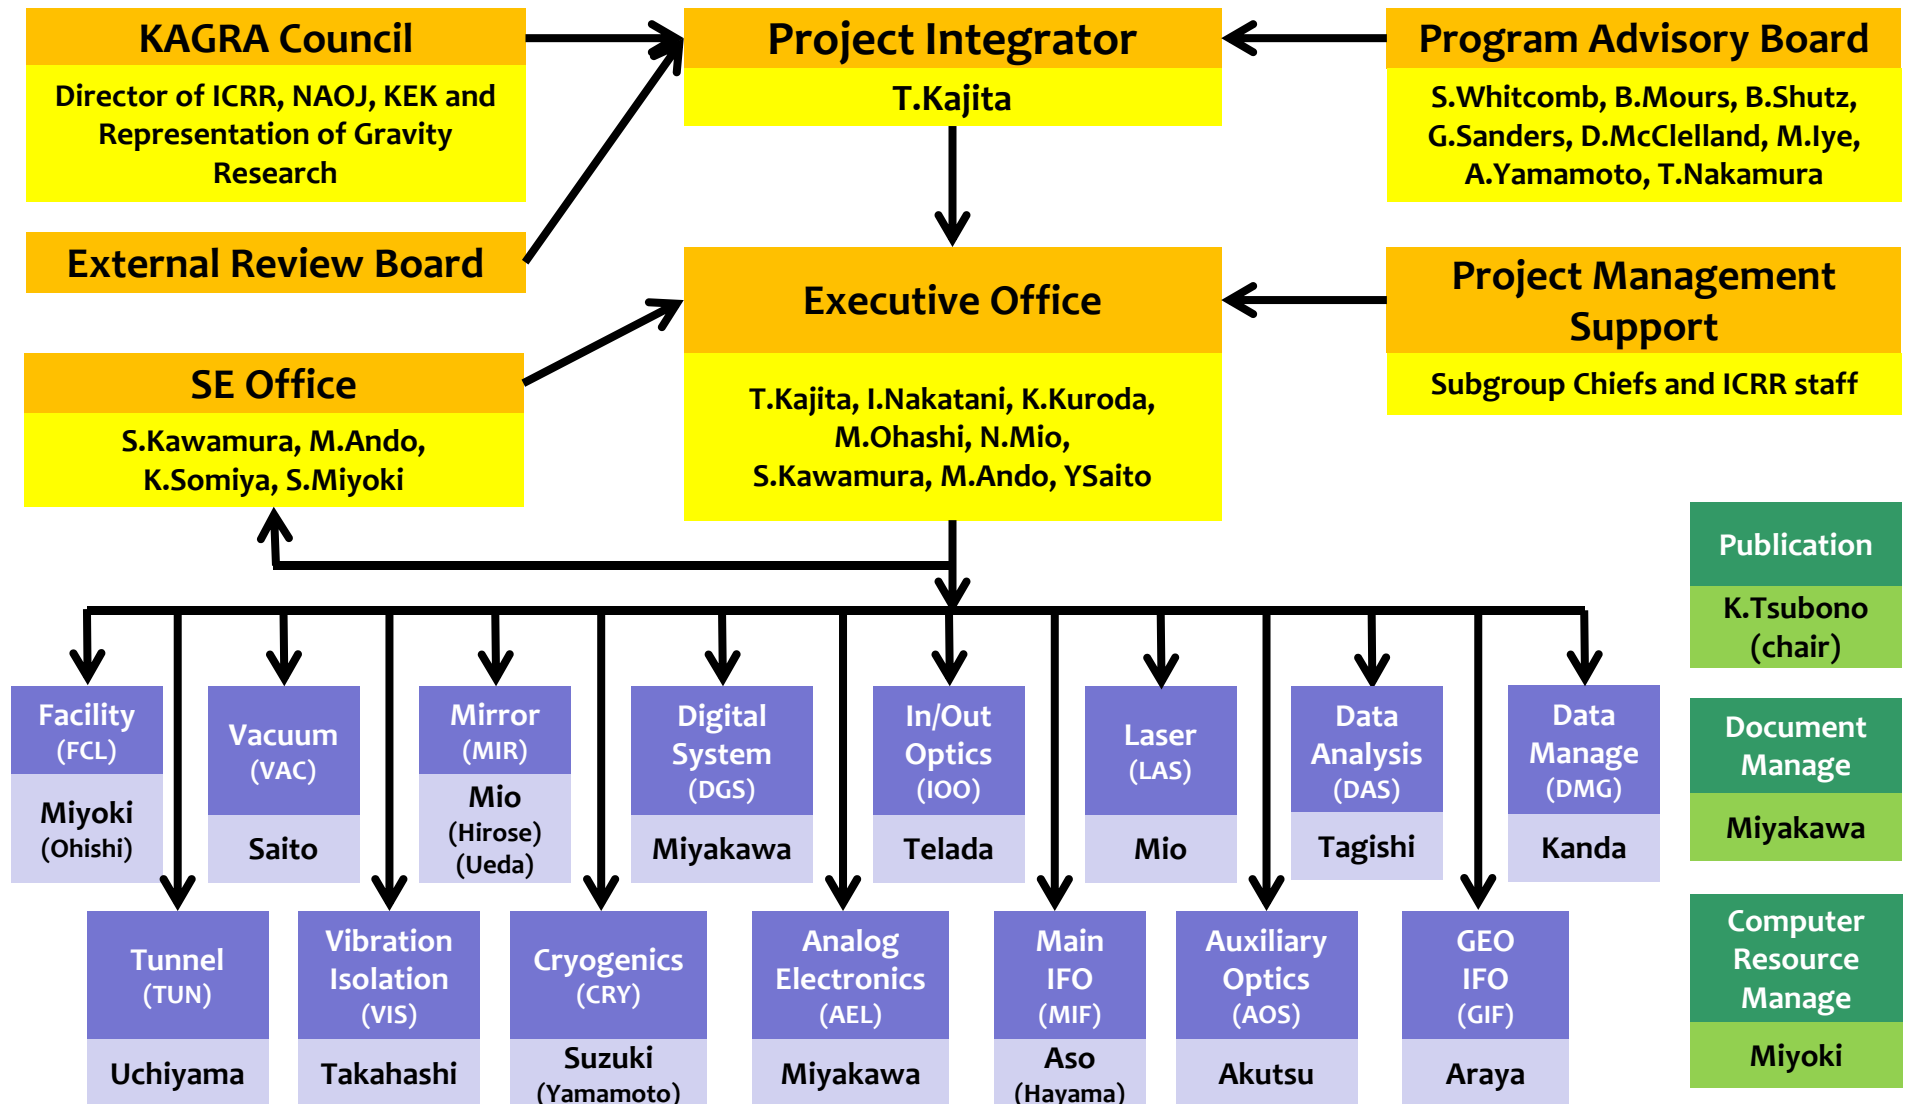 KAGRA Council
Director of ICRR, NAOJ, KEK and
Representation of Gravity
Research
Project Integrator
T.Kajita
Program Advisory Board
S.Whitcomb, B.Mours, B.Shutz,
G.Sanders, D.McClelland, M.Iye,
A.Yamamoto, T.Nakamura
External Review Board
Executive Office
T.Kajita, I.Nakatani, K.Kuroda,
M.Ohashi, N.Mio,
S.Kawamura, M.Ando, YSaito
Project Management
Support
Subgroup Chiefs and ICRR staff
SE Office
S.Kawamura, M.Ando,
K.Somiya, S.Miyoki
Publication
K.Tsubono
(chair)
Document
Manage
Miyakawa
Computer
Resource
Manage
Miyoki
Facility
(FCL)
Miyoki
(Ohishi)
Vacuum
(VAC)
Saito
Mirror
(MIR)
Mio
(Hirose)
(Ueda)
Digital
System
(DGS)
Miyakawa
In/Out
Optics
(IOO)
Telada
Laser
(LAS)
Mio
Data
Analysis
(DAS)
Tagishi
Data
Manage
(DMG)
Kanda
Tunnel
(TUN)
Uchiyama
Vibration
Isolation
(VIS)
Takahashi
Cryogenics
(CRY)
Suzuki
(Yamamoto)
Analog
Electronics
(AEL)
Miyakawa
Main
IFO
(MIF)
Aso
(Hayama)
Auxiliary
Optics
(AOS)
Akutsu
GEO
IFO
(GIF)
Araya